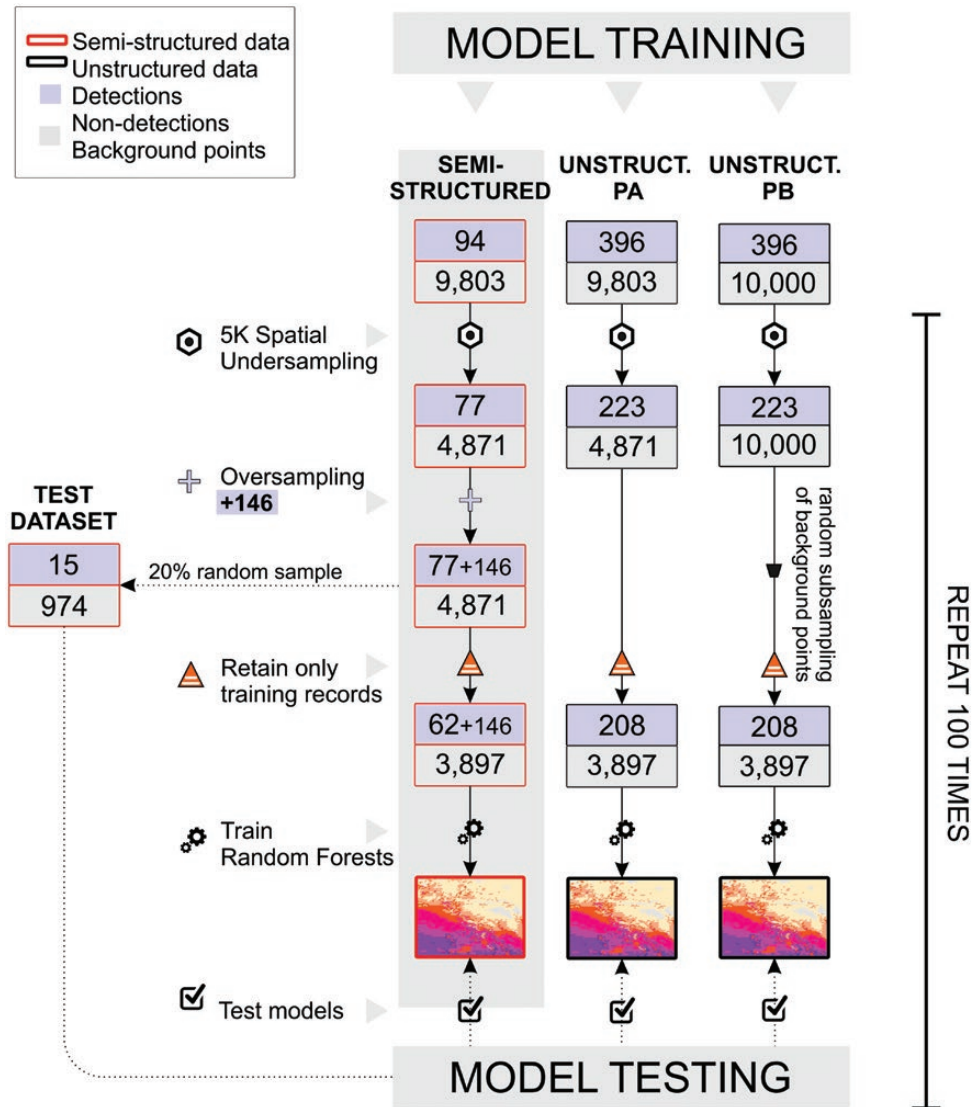 Semi-structured data
Unstructured data
Detections
Non-detections
Background points
MODEL TRAINING
SEMI-
STRUCTURED
UNSTRUCT.
PA
UNSTRUCT.
PB
94
9,803
396
9,803
396
10,000
5K Spatial
Undersampling
77
4,871
223
4,871
223
10,000
Oversampling
+146
random subsampling
of background
points
TEST
DATASET
15
974
20% random sample
77+146
4,871
Retain only
training records
62+146
3,897
208
3,897
208
3,897
Train
Random Forests
Test models
MODEL TESTING
REPEAT 100 TIMES